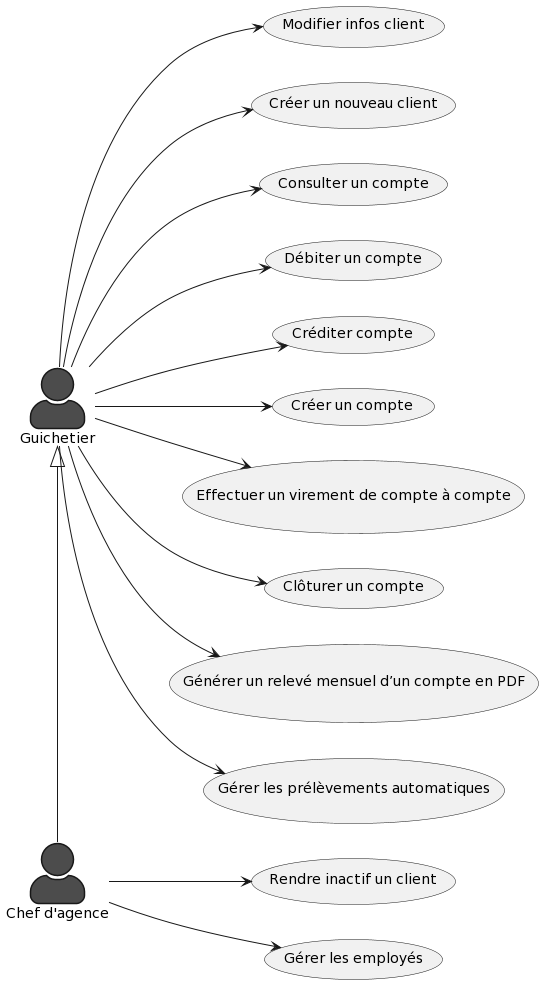 Modifier infos client
Créer un nouveau client
Consulter un compte
Débiter un compte
Créditer compte
Créer un compte
Guichetier
Effectuer un virement de compte à compte
Clôturer un compte
Générer un relevé mensuel d’un compte en PDF
Gérer les prélèvements automatiques
Rendre inactif un client
Chef d'agence
Gérer les employés